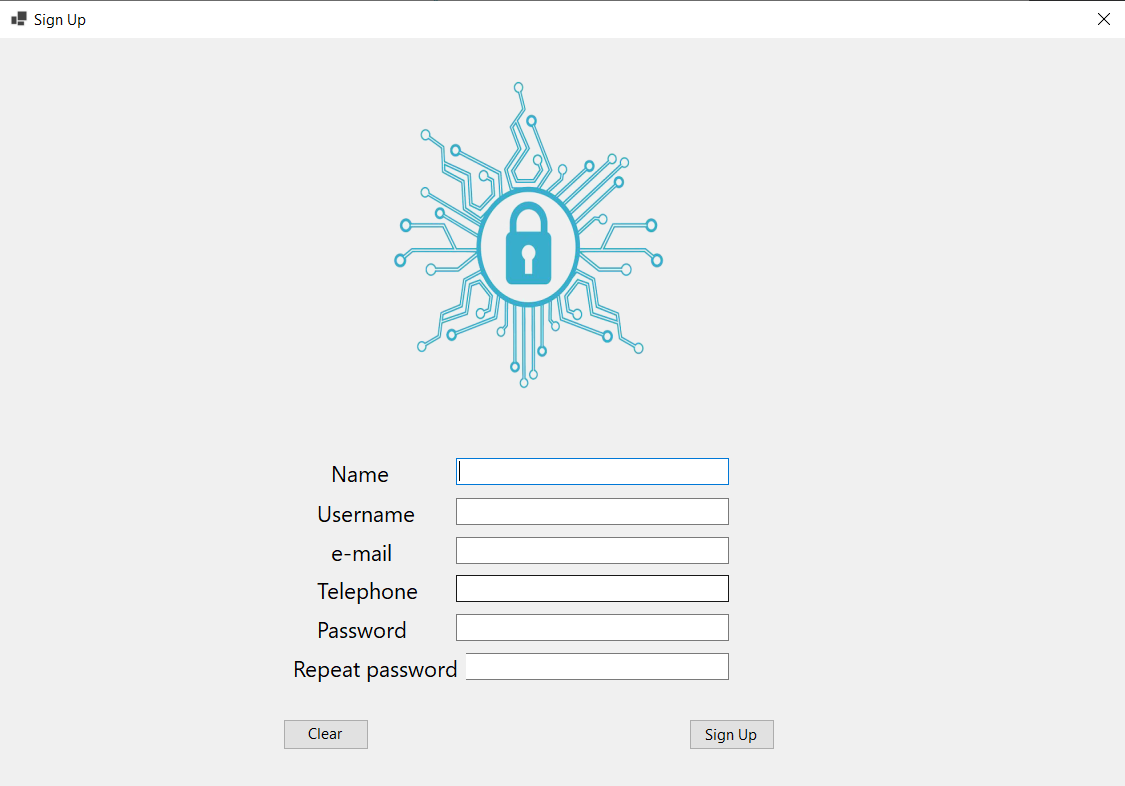 Sign Up
Name
Username
e-mail
Telephone
Password
Repeat password
Clear
Sign Up